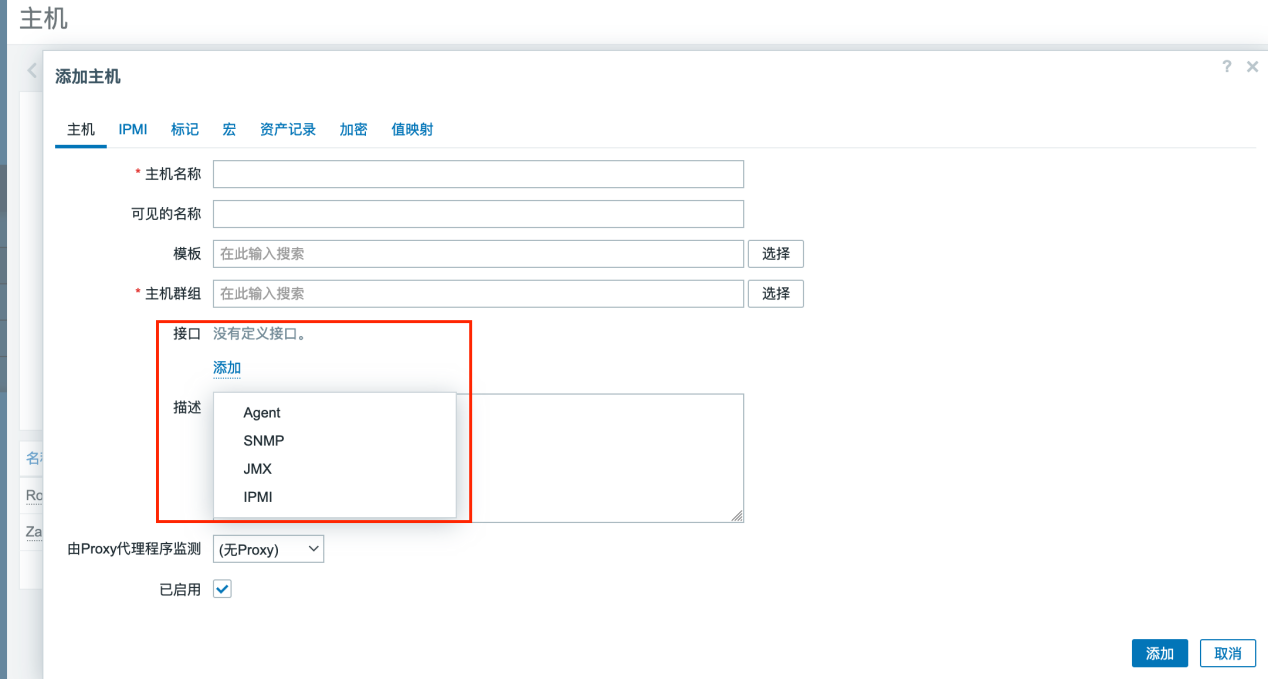 主机
添加主机 ?
主机 IPMI 标记 宏 资产记录 加密 值映射
* 主机名称
可见的名称
模板 在此输入搜索 选择
* 主机群组 在此输入搜索 选择
接口 没有定义接口。
添加
描述
Agent
SNMP
JMX
IPMI
名称
Ro
Za
由Proxy代理程序监测 (无Proxy)
已启用
添加 取消